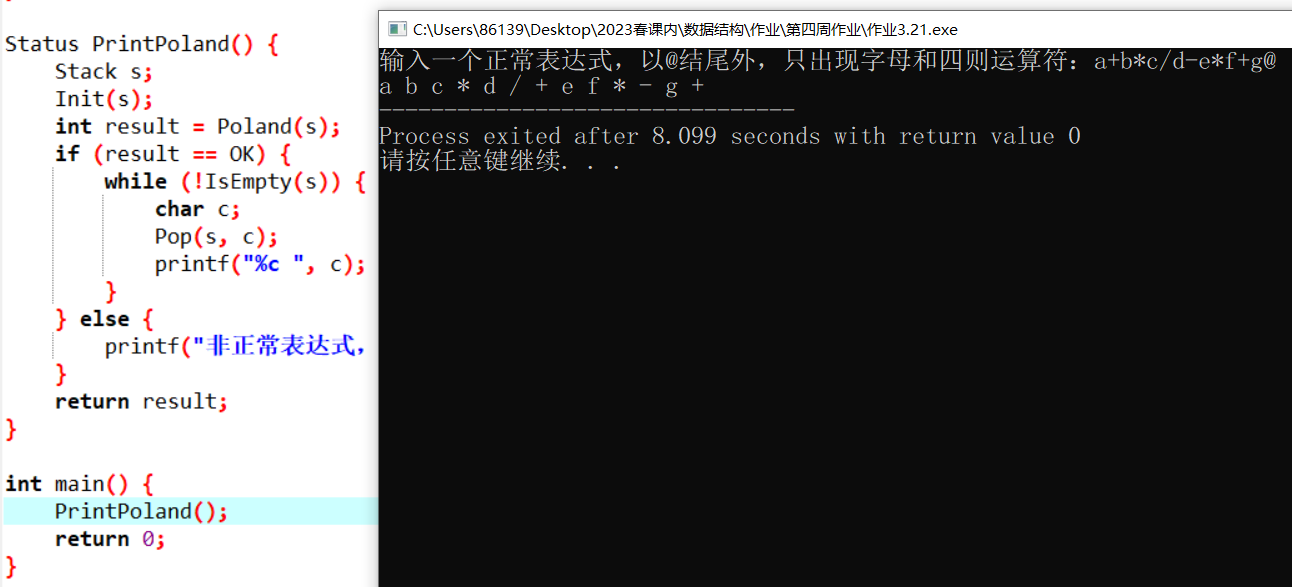 Status PrintPoland() {
Stack s;
Init(s);
int result = Poland(s);
if (result == OK) {
while (!IsEmpty(s)) {
char c;
Pop(s, c);
printf("%c ", c);
}
} else {
printf("非正常表达式，
}
return result;
}
int main() {
PrintPoland();
return 0;
}
C:\Users\86139\Desktop\2023春课内\数据结构\作业\第四周作业\作业3.21.exe
输入一个正常表达式，以@结尾外，只出现字母和四则运算符：a+b*c/d-e*f+g@
a b c * d / + e f * - g +
--------------------------------
Process exited after 8.099 seconds with return value 0
请按任意键继续. . .